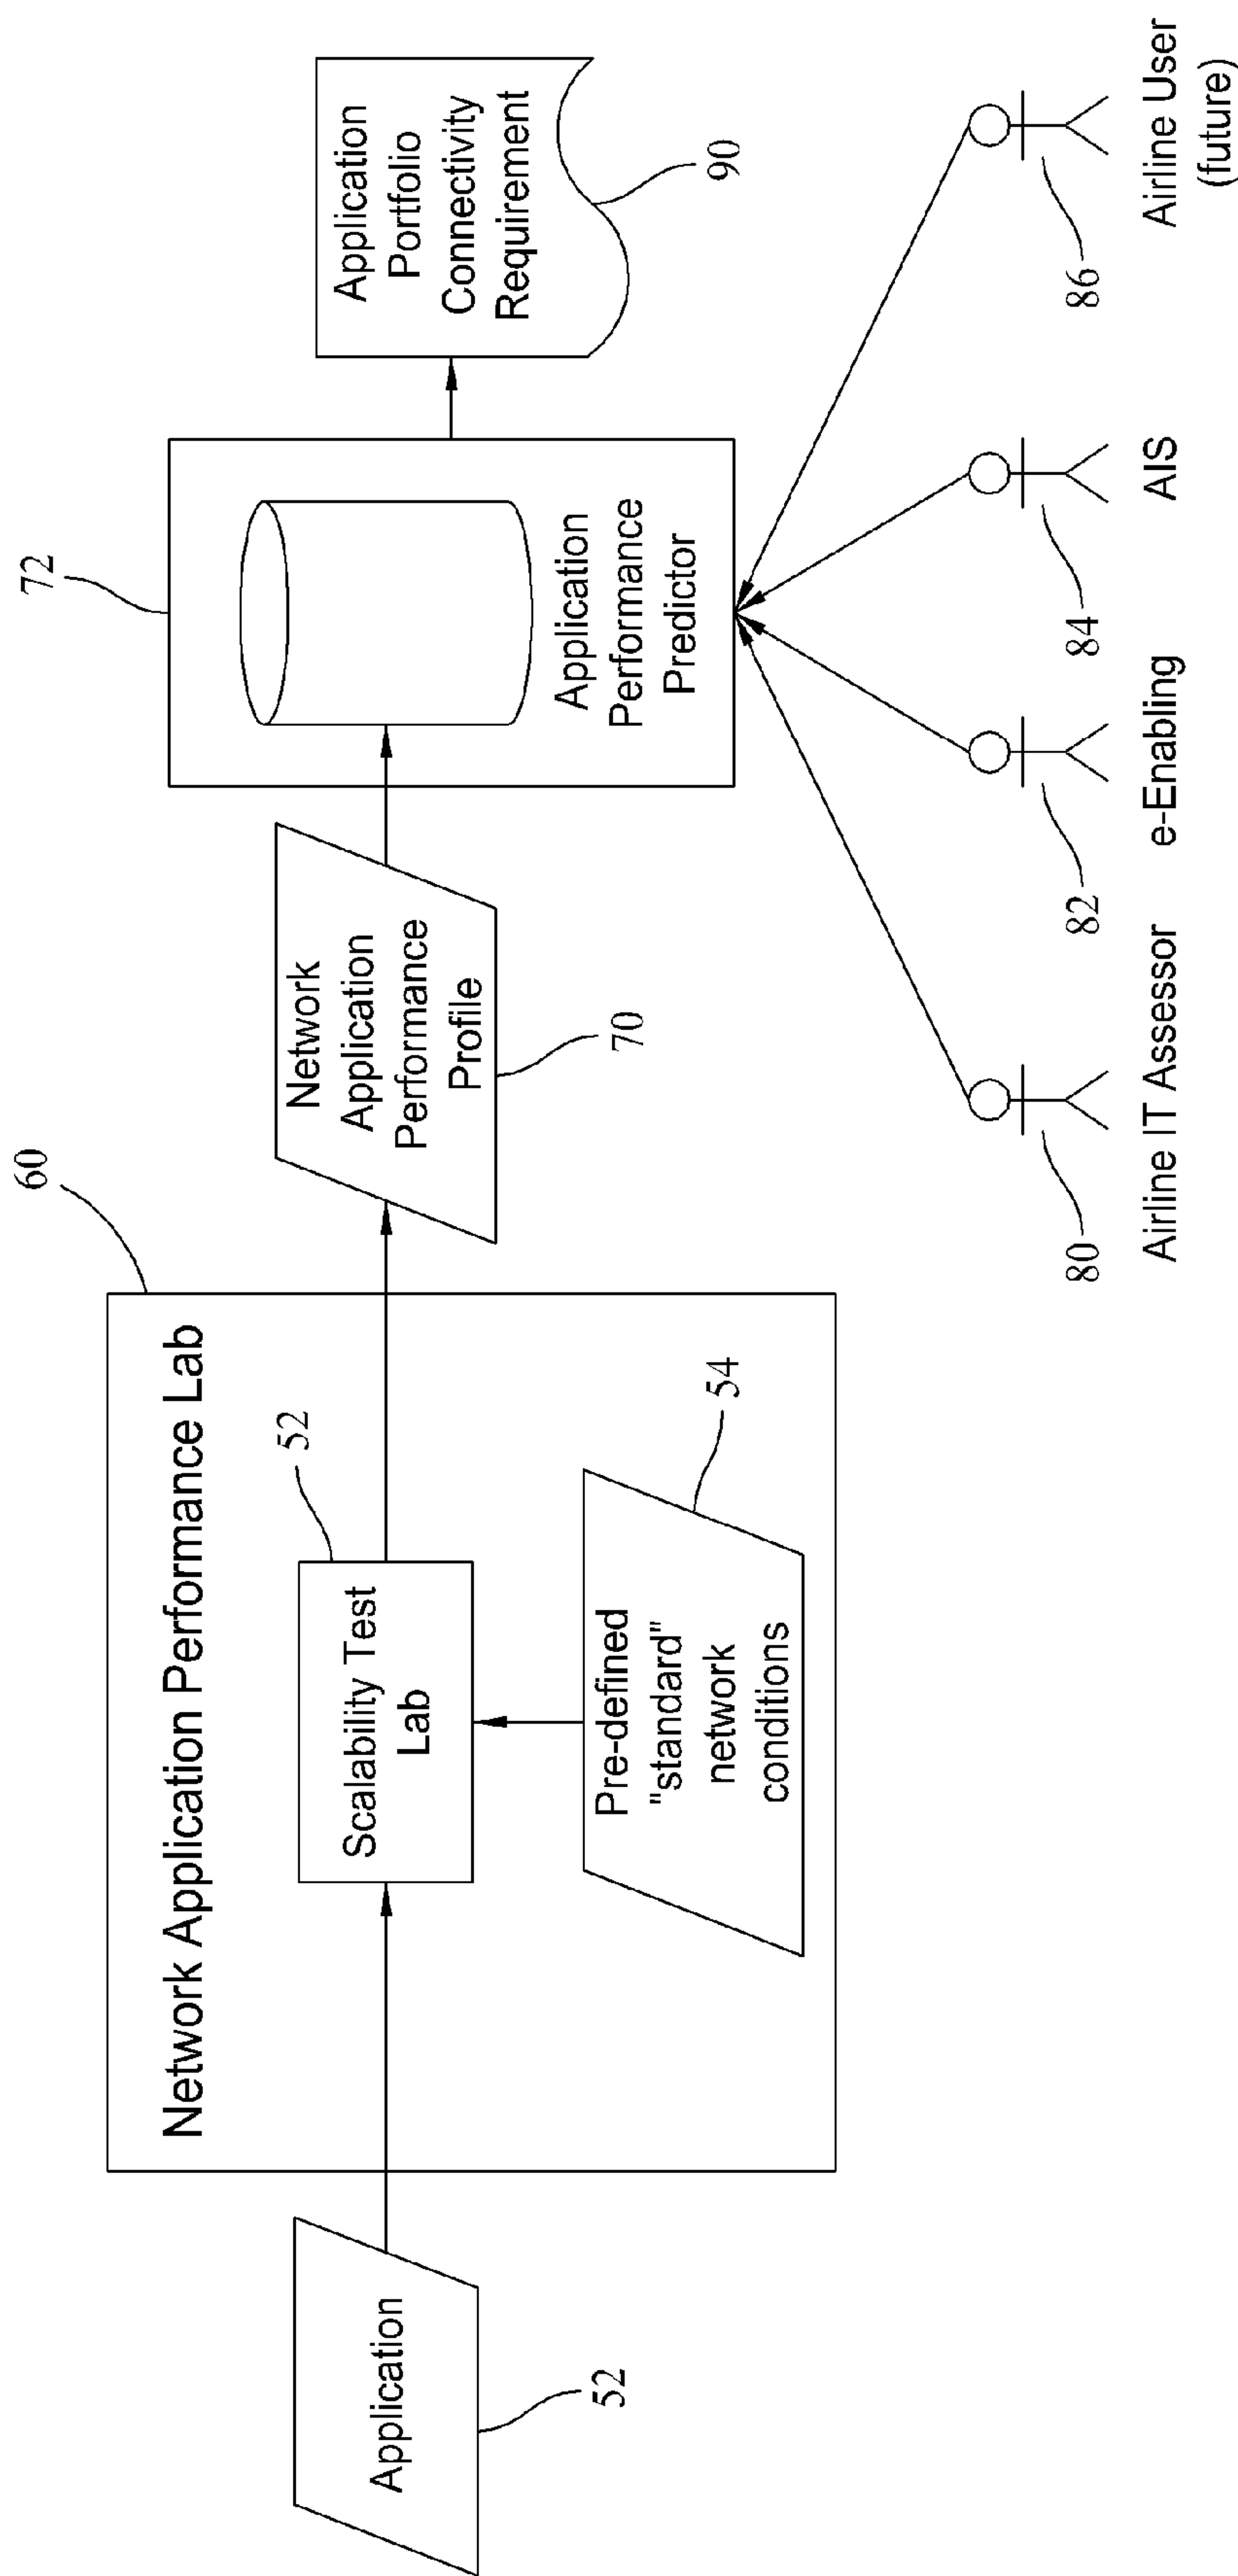 Application
52
Network Application Performance Lab
60
Scalability Test
Lab
52
Pre-defined
"standard"
network
conditions
54
Network
Application
Performance
Profile
70
72
Application
Performance
Predictor
Application
Portfolio
Connectivity
Requirement
90
80
Airline IT Assessor
82
e-Enabling
84
AIS
86
Airline User
(future)